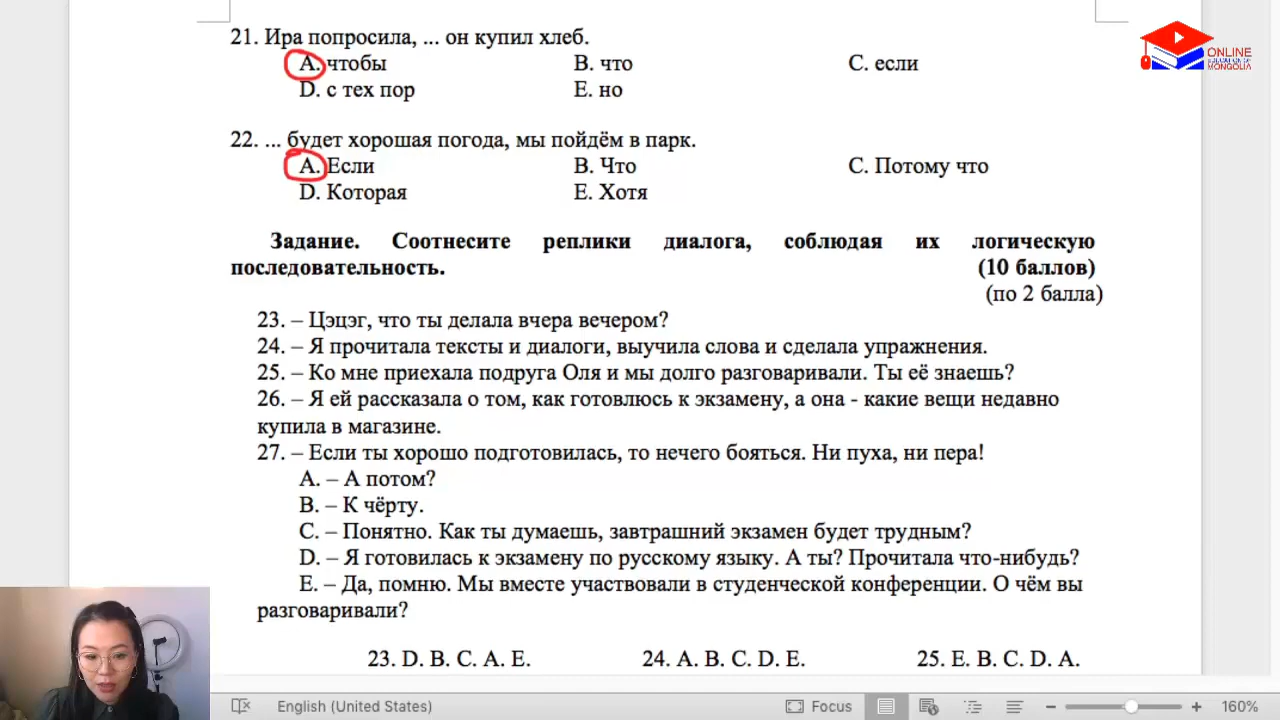 21. Ира попросила, ... он купил хлеб.
A. чтобы B. что C. если
D. с тех пор E. но
22. ... будет хорошая погода, мы пойдём в парк.
A. Если B. Что C. Потому что
D. Которая E. Хотя
Задание. Соотнесите реплики диалога, соблюдая их логическую
последовательность. (10 баллов)
(по 2 балла)
23. – Цэцэг, что ты делала вчера вечером?
24. – Я прочитала тексты и диалоги, выучила слова и сделала упражнения.
25. – Ко мне приехала подруга Оля и мы долго разговаривали. Ты её знаешь?
26. – Я ей рассказала о том, как готовлюсь к экзамену, а она - какие вещи недавно
купила в магазине.
27. – Если ты хорошо подготовилась, то нечего бояться. Ни пуха, ни пера!
A. – А потом?
B. – К чёрту.
C. – Понятно. Как ты думаешь, завтрашний экзамен будет трудным?
D. – Я готовилась к экзамену по русскому языку. А ты? Прочитала что-нибудь?
E. – Да, помню. Мы вместе участвовали в студенческой конференции. О чём вы
разговаривали?
23. D. B. C. A. E. 24. A. B. C. D. E. 25. E. B. C. D. A.
ONLINE
EDUCATION OF
MONGOLIA
English (United States) Focus 160%